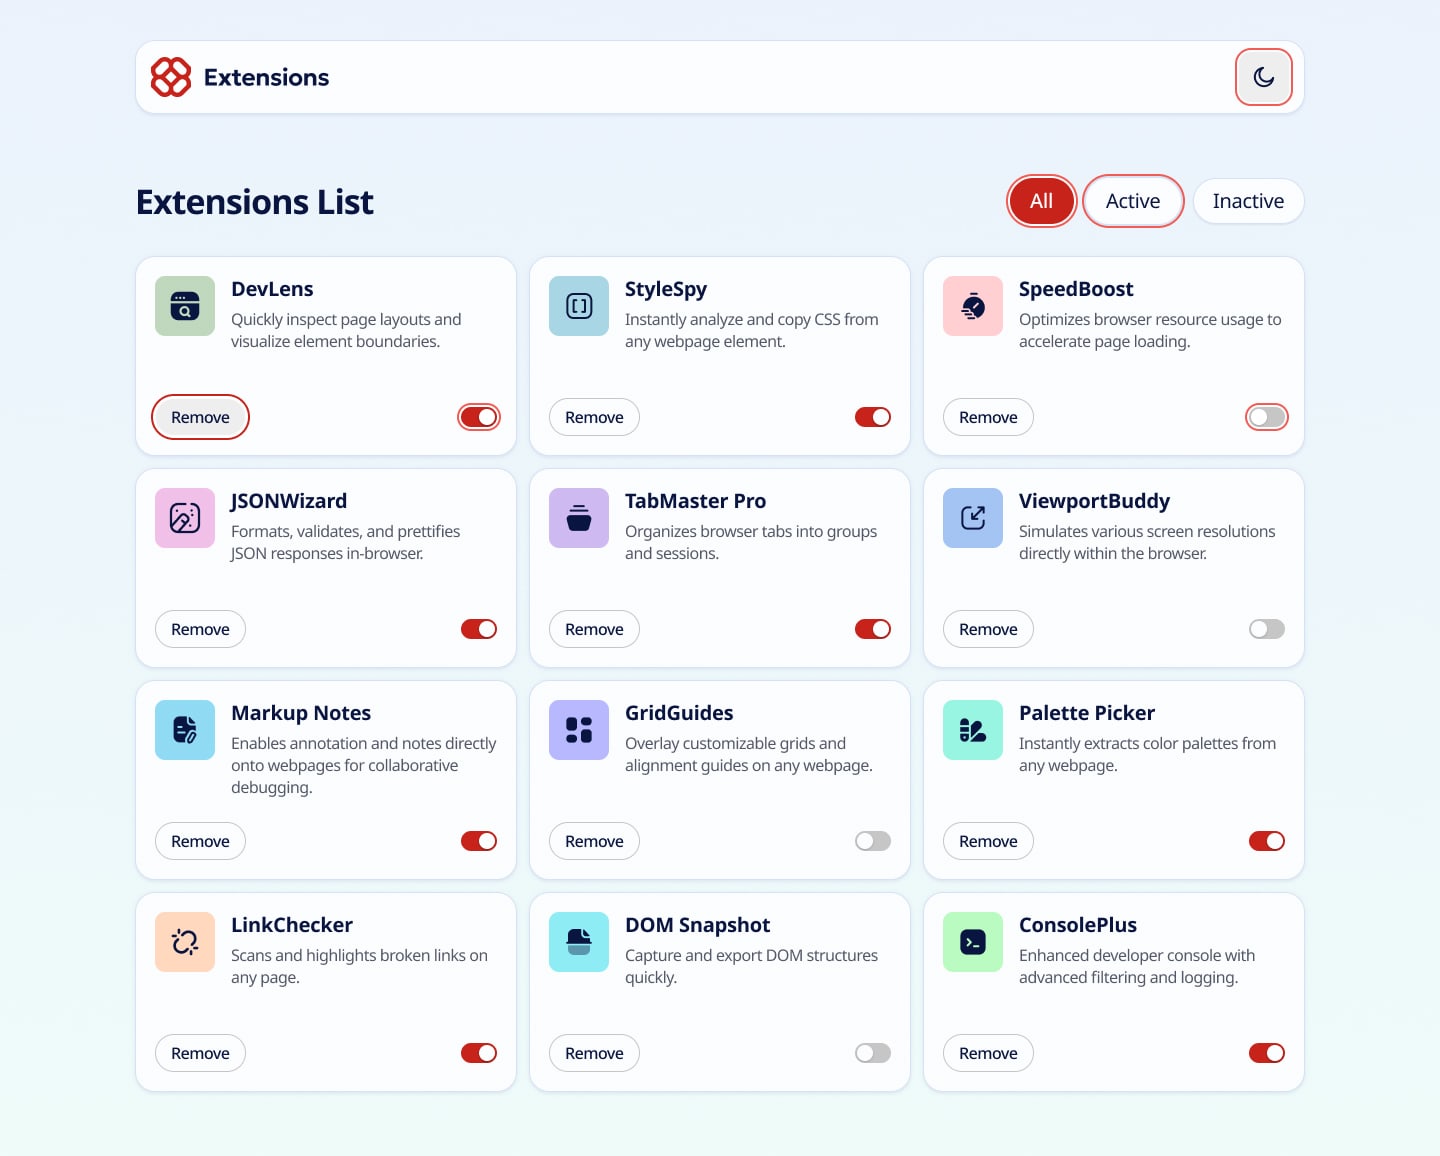 Extensions
Extensions List
All
Active
Inactive
DevLens
Quickly inspect page layouts and
visualize element boundaries.
Remove
StyleSpy
Instantly analyze and copy CSS from
any webpage element.
Remove
SpeedBoost
Optimizes browser resource usage to
accelerate page loading.
Remove
JSONWizard
Formats, validates, and prettifies
JSON responses in-browser.
Remove
TabMaster Pro
Organizes browser tabs into groups
and sessions.
Remove
ViewportBuddy
Simulates various screen resolutions
directly within the browser.
Remove
Markup Notes
Enables annotation and notes directly
onto webpages for collaborative
debugging.
Remove
GridGuides
Overlay customizable grids and
alignment guides on any webpage.
Remove
Palette Picker
Instantly extracts color palettes from
any webpage.
Remove
LinkChecker
Scans and highlights broken links on
any page.
Remove
DOM Snapshot
Capture and export DOM structures
quickly.
Remove
ConsolePlus
Enhanced developer console with
advanced filtering and logging.
Remove